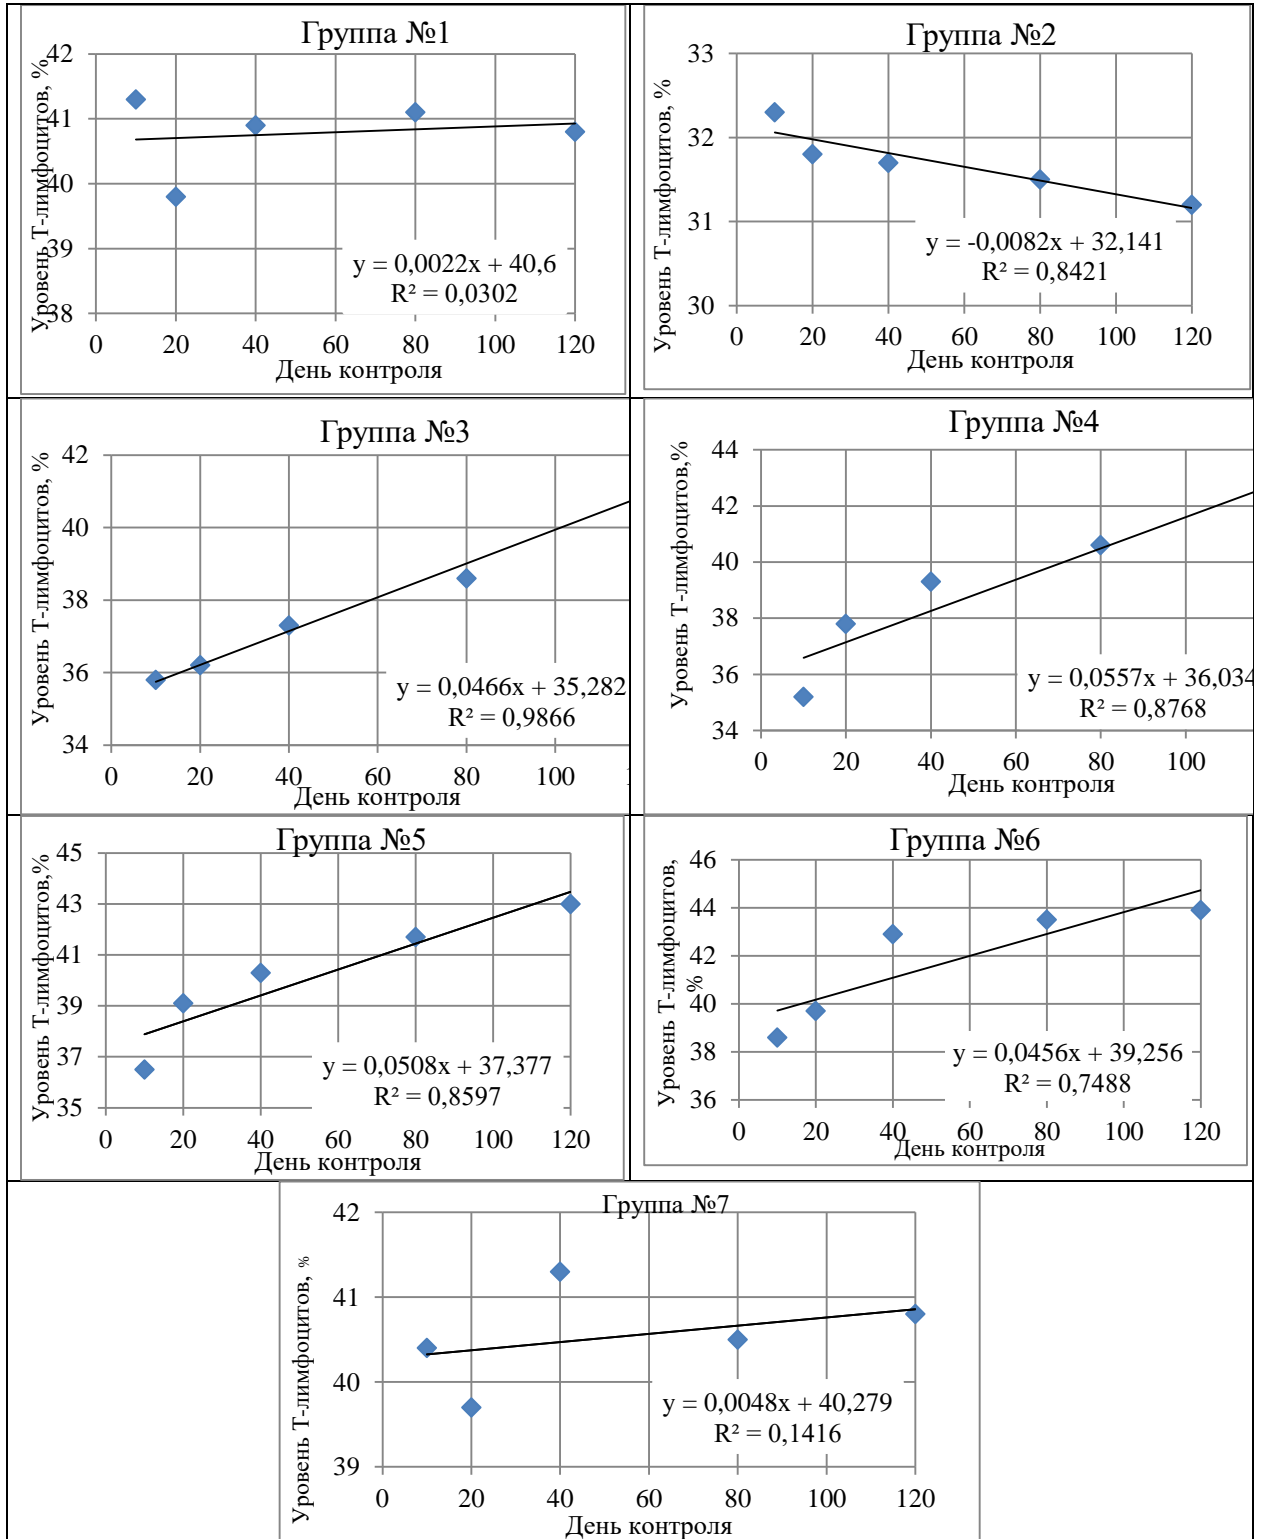 Группа №1
Уровень Т-лимфоцитов, %
42
41
40
39
38
y = 0,0022x + 40,6
R² = 0,0302
0 20 40 60 80 100 120
День контроля
Группа №2
Уровень Т-лимфоцитов, %
33
32
31
30
y = -0,0082x + 32,141
R² = 0,8421
0 20 40 60 80 100 120
День контроля
Группа №3
Уровень Т-лимфоцитов, %
42
40
38
36
34
y = 0,0466x + 35,282
R² = 0,9866
0 20 40 60 80 100
День контроля
Группа №4
Уровень Т-лимфоцитов,%
44
42
40
38
36
34
y = 0,0557x + 36,034
R² = 0,8768
0 20 40 60 80 100
День контроля
Группа №5
Уровень Т-лимфоцитов,%
45
43
41
39
37
35
y = 0,0508x + 37,377
R² = 0,8597
0 20 40 60 80 100 120
День контроля
Группа №6
Уровень Т-лимфоцитов,
%
46
44
42
40
38
36
y = 0,0456x + 39,256
R² = 0,7488
0 20 40 60 80 100 120
День контроля
Группа №7
Уровень Т-лимфоцитов, %
42
41
40
39
y = 0,0048x + 40,279
R² = 0,1416
0 20 40 60 80 100 120
День контроля